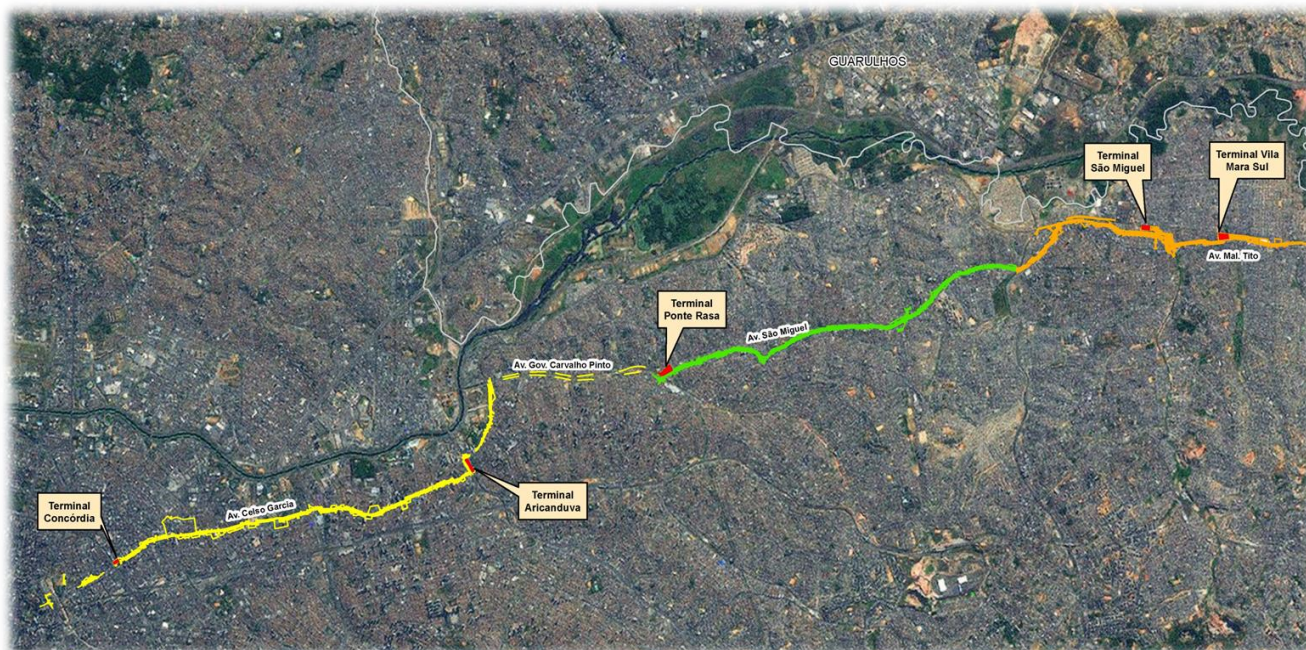 GUARULHOS
Terminal
São Miguel
Terminal Vila
Mara Sul
Av. Mal. Tito
Terminal
Ponte Rasa
Av. São Miguel
Av. Gov. Carvalho Pinto
Terminal
Aricanduva
Av. Celso Garcia
Terminal
Concórdia